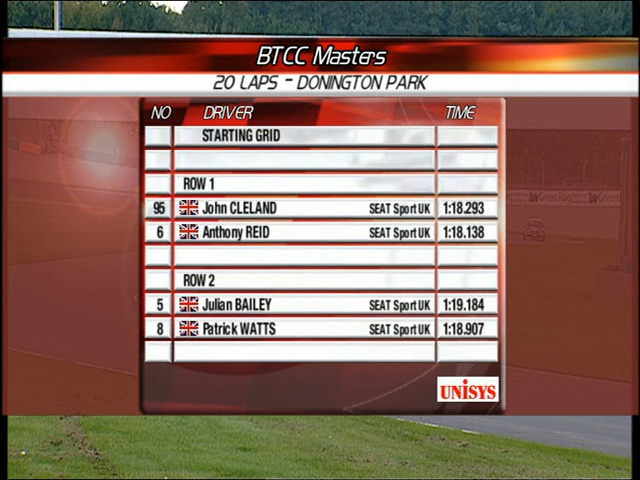 BTCC Masters
20 LAPS - DONINGTON PARK
NO DRIVER TIME
STARTING GRID
ROW 1
95 John CLELAND SEAT Sport UK 1:18.293
6 Anthony REID SEAT Sport UK 1:18.138
ROW 2
5 Julian BAILEY SEAT Sport UK 1:19.184
8 Patrick WATTS SEAT Sport UK 1:18.907
UNISYS